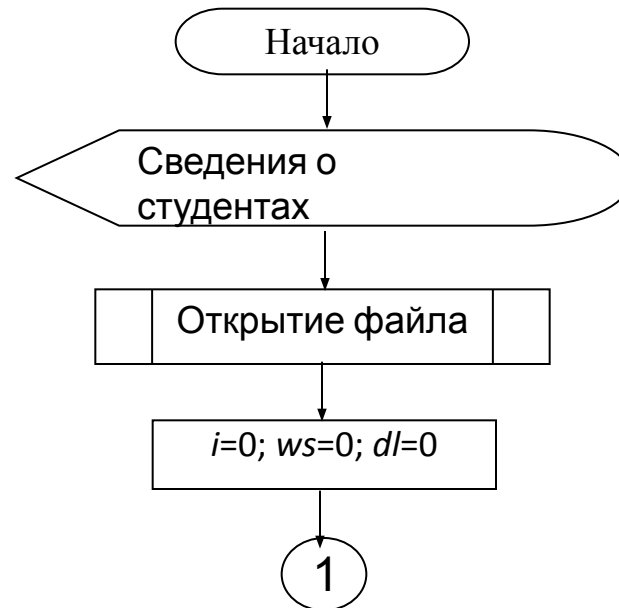 Начало
Сведения о
студентах
Открытие файла
i=0; ws=0; dl=0
1